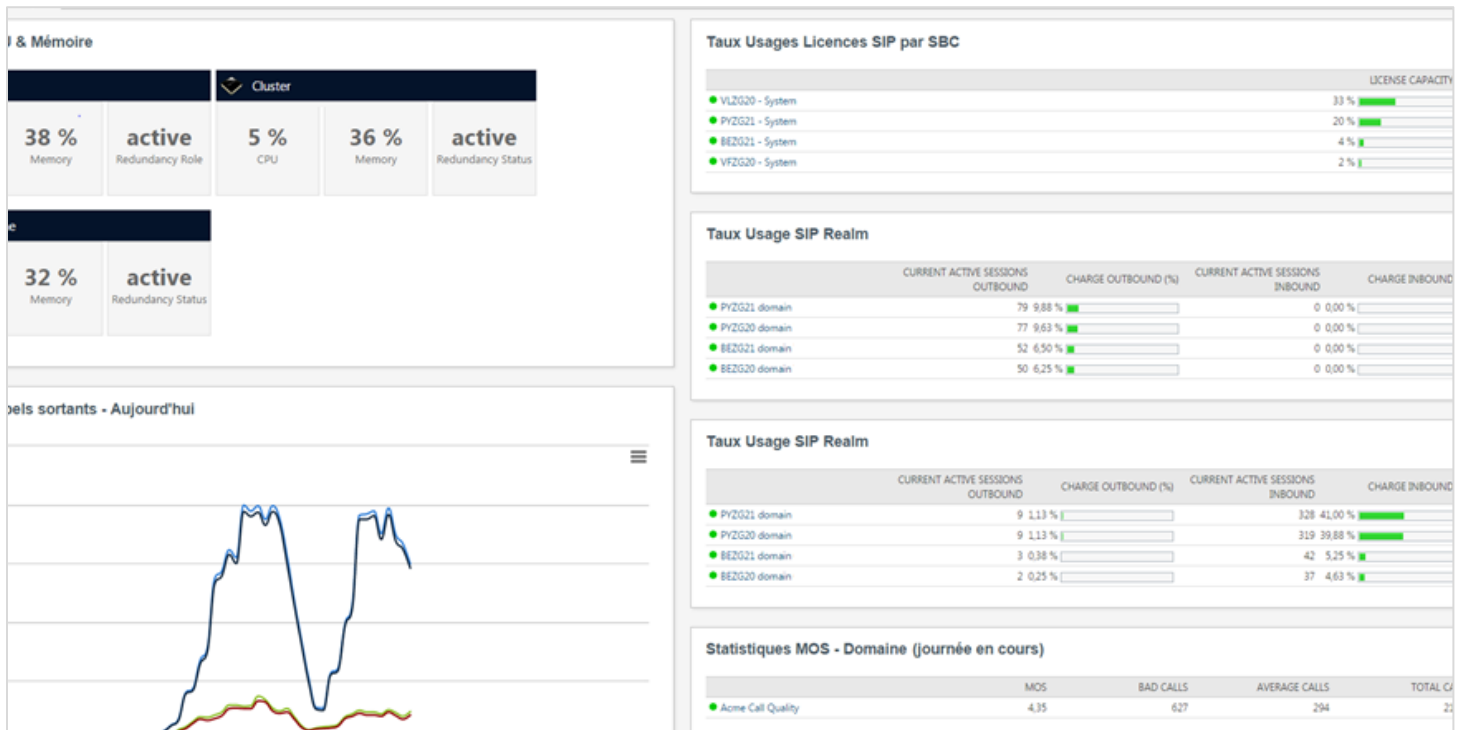 & Mémoire
Cluster
38 % active 5 % 36 % active
Memory Redundancy Role CPU Memory Redundancy Status
32 % active
Memory Redundancy Status
sortants - Aujourd'hui
Taux Usages Licences SIP par SBC
LICENSE CAPACITY
VLZG20 - System 33 %
PYZG21 - System 20 %
BEZG21 - System 4 %
VFZG20 - System 2 %
Taux Usage SIP Realm
CURRENT ACTIVE SESSIONS CURRENT ACTIVE SESSIONS
OUTBOUND CHARGE OUTBOUND (%) INBOUND CHARGE INBOUND
PYZG21 domain 79 9,88 % 0 0,00 %
PYZG20 domain 77 9,63 % 0 0,00 %
BEZG21 domain 52 6,50 % 0 0,00 %
BEZG20 domain 50 6,25 % 0 0,00 %
Taux Usage SIP Realm
CURRENT ACTIVE SESSIONS CURRENT ACTIVE SESSIONS
OUTBOUND CHARGE OUTBOUND (%) INBOUND CHARGE INBOUND
PYZG21 domain 9 1,13 % 328 41,00 %
PYZG20 domain 9 1,13 % 319 39,88 %
BEZG21 domain 3 0,38 % 42 5,25 %
BEZG20 domain 2 0,25 % 37 4,63 %
Statistiques MOS - Domaine (journée en cours)
MOS BAD CALLS AVERAGE CALLS TOTAL
Acme Call Quality 4,35 627 294